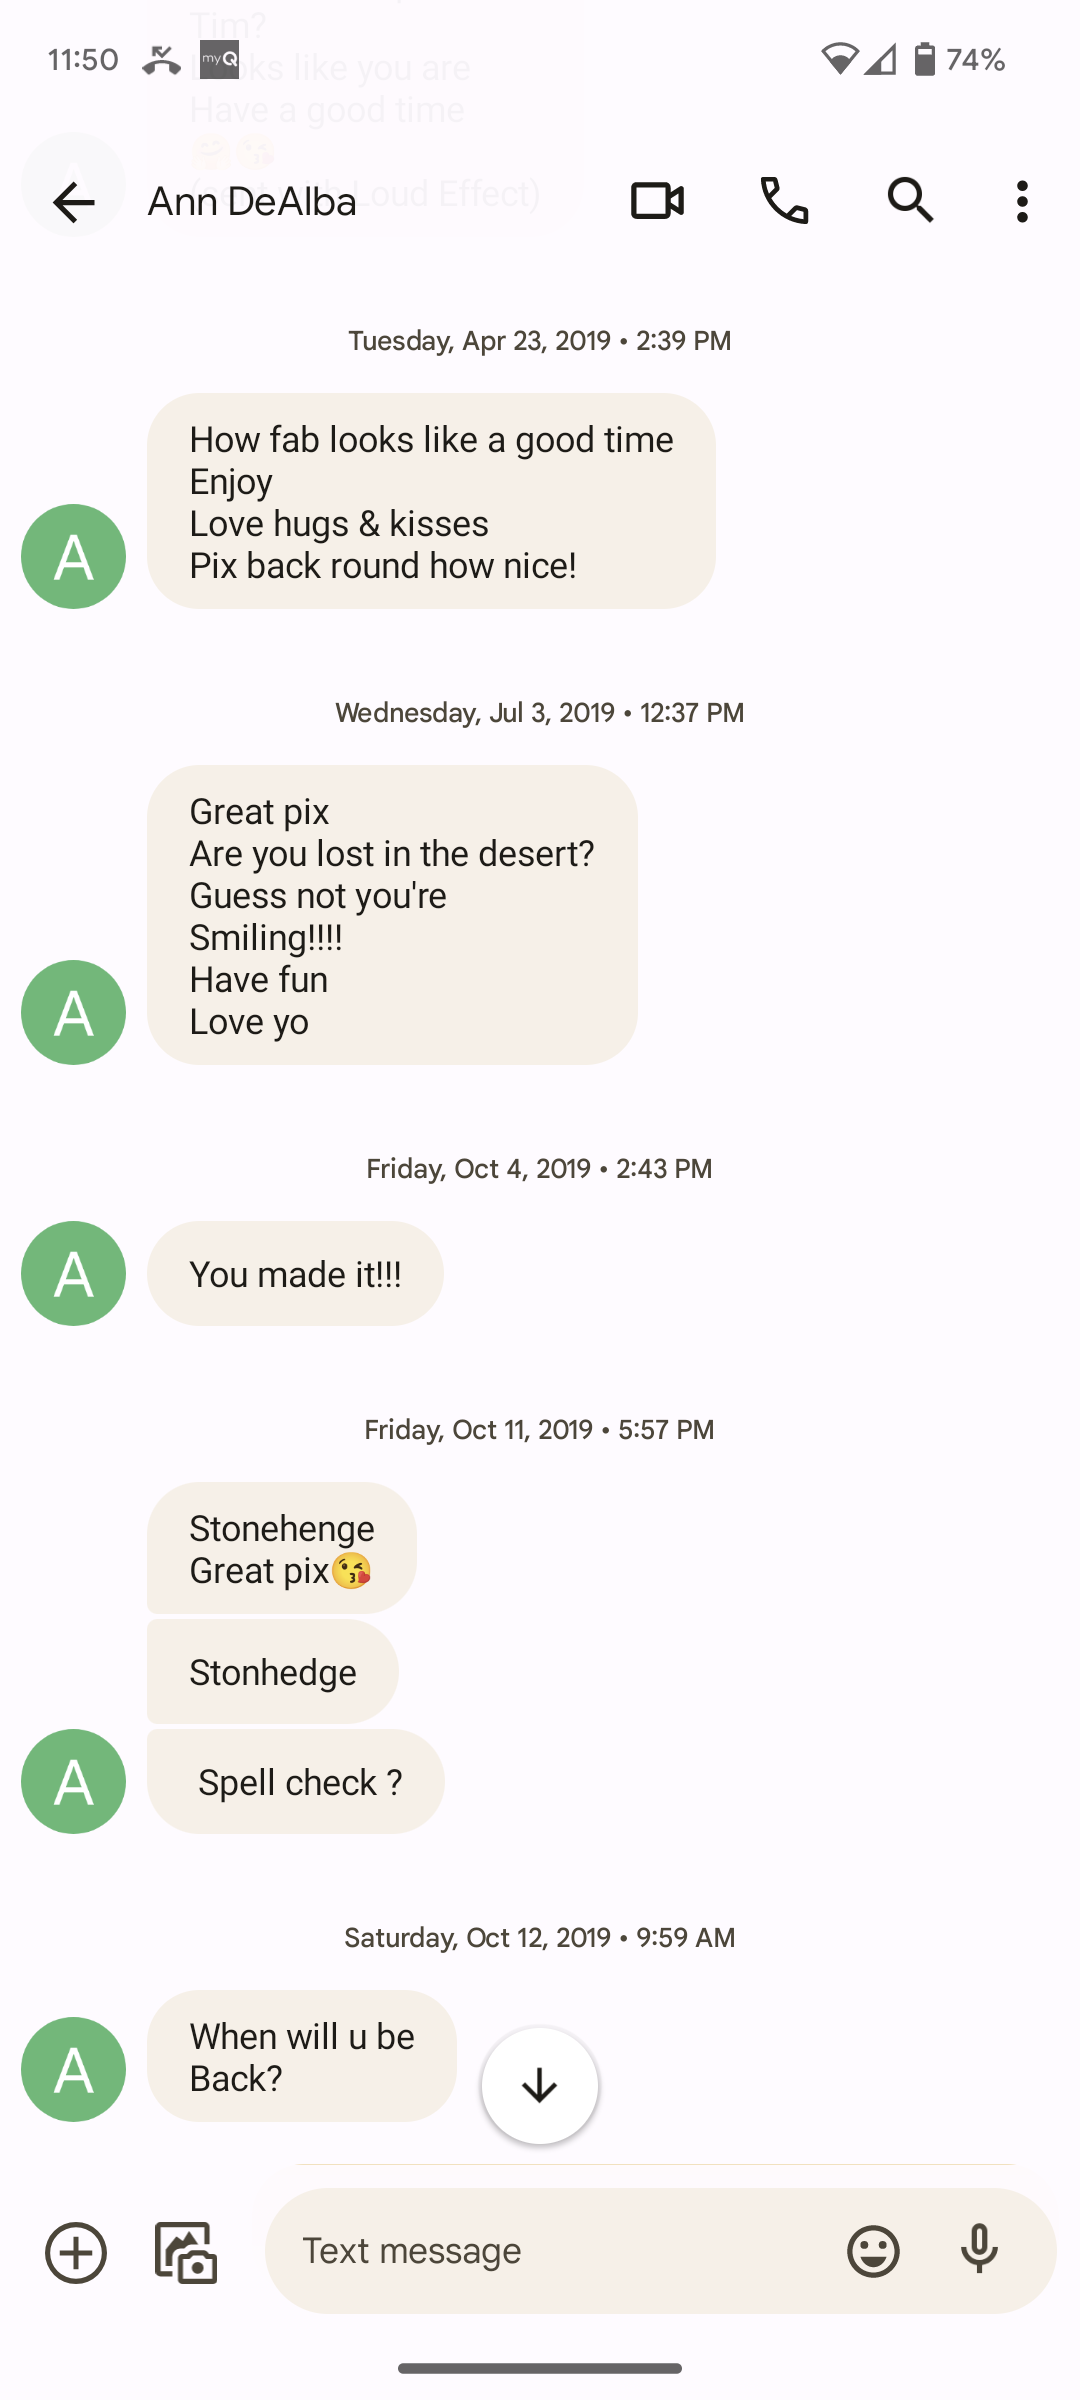 Tim?
11:50 myQ Looks like you are 74%
Have a good time
🤗😘
(sent with Loud Effect)
Ann DeAlba
Tuesday, Apr 23, 2019 • 2:39 PM
How fab looks like a good time
Enjoy
Love hugs & kisses
Pix back round how nice!
A
Wednesday, Jul 3, 2019 • 12:37 PM
Great pix
Are you lost in the desert?
Guess not you're
Smiling!!!!
Have fun
Love yo
A
Friday, Oct 4, 2019 • 2:43 PM
A
You made it!!!
Friday, Oct 11, 2019 • 5:57 PM
Stonehenge
Great pix😘
Stonhedge
A
Spell check ?
Saturday, Oct 12, 2019 • 9:59 AM
When will u be
Back?
A
Text message